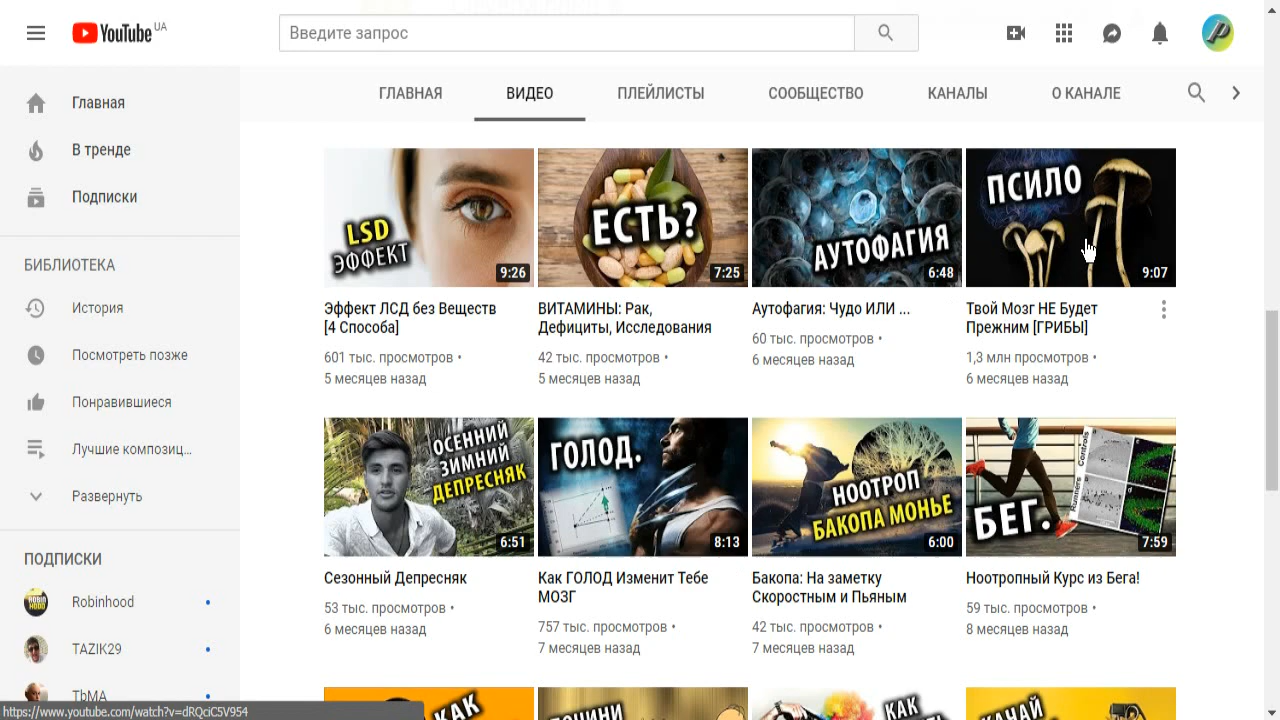 YouTube UA
Введите запрос
Главная
В тренде
Подписки
БИБЛИОТЕКА
История
Посмотреть позже
Понравившиеся
Лучшие композиц...
Развернуть
ПОДПИСКИ
Robinhood
TAZIK29
TbMA
ГЛАВНАЯ
ВИДЕО
ПЛЕЙЛИСТЫ
СООБЩЕСТВО
КАНАЛЫ
О КАНАЛЕ
LSD
ЭФФЕКТ
9:26
Эффект ЛСД без Веществ
[4 Способа]
601 тыс. просмотров •
5 месяцев назад
ЕСТЬ?
7:25
ВИТАМИНЫ: Рак,
Дефициты, Исследования
42 тыс. просмотров •
5 месяцев назад
АУТОФАГИЯ
6:48
Аутофагия: Чудо ИЛИ ...
60 тыс. просмотров •
6 месяцев назад
ПСИЛО
9:07
Твой Мозг НЕ Будет
Прежним [ГРИБЫ]
1,3 млн просмотров •
6 месяцев назад
ОСЕННИЙ
ЗИМНИЙ
ДЕПРЕСНЯК
6:51
Сезонный Депресняк
53 тыс. просмотров •
6 месяцев назад
ГОЛОД.
8:13
Как ГОЛОД Изменит Тебе
МОЗГ
757 тыс. просмотров •
7 месяцев назад
НООТРОП
БАКОПА МОНЬЕ
6:00
Бакопа: На заметку
Скоростным и Пьяным
42 тыс. просмотров •
7 месяцев назад
Controls
Runners
БЕГ.
7:59
Ноотропный Курс из Бега!
59 тыс. просмотров •
8 месяцев назад
КАК
КАК
КАЧАЙ
https://www.youtube.com/watch?v=dRQciC5V954